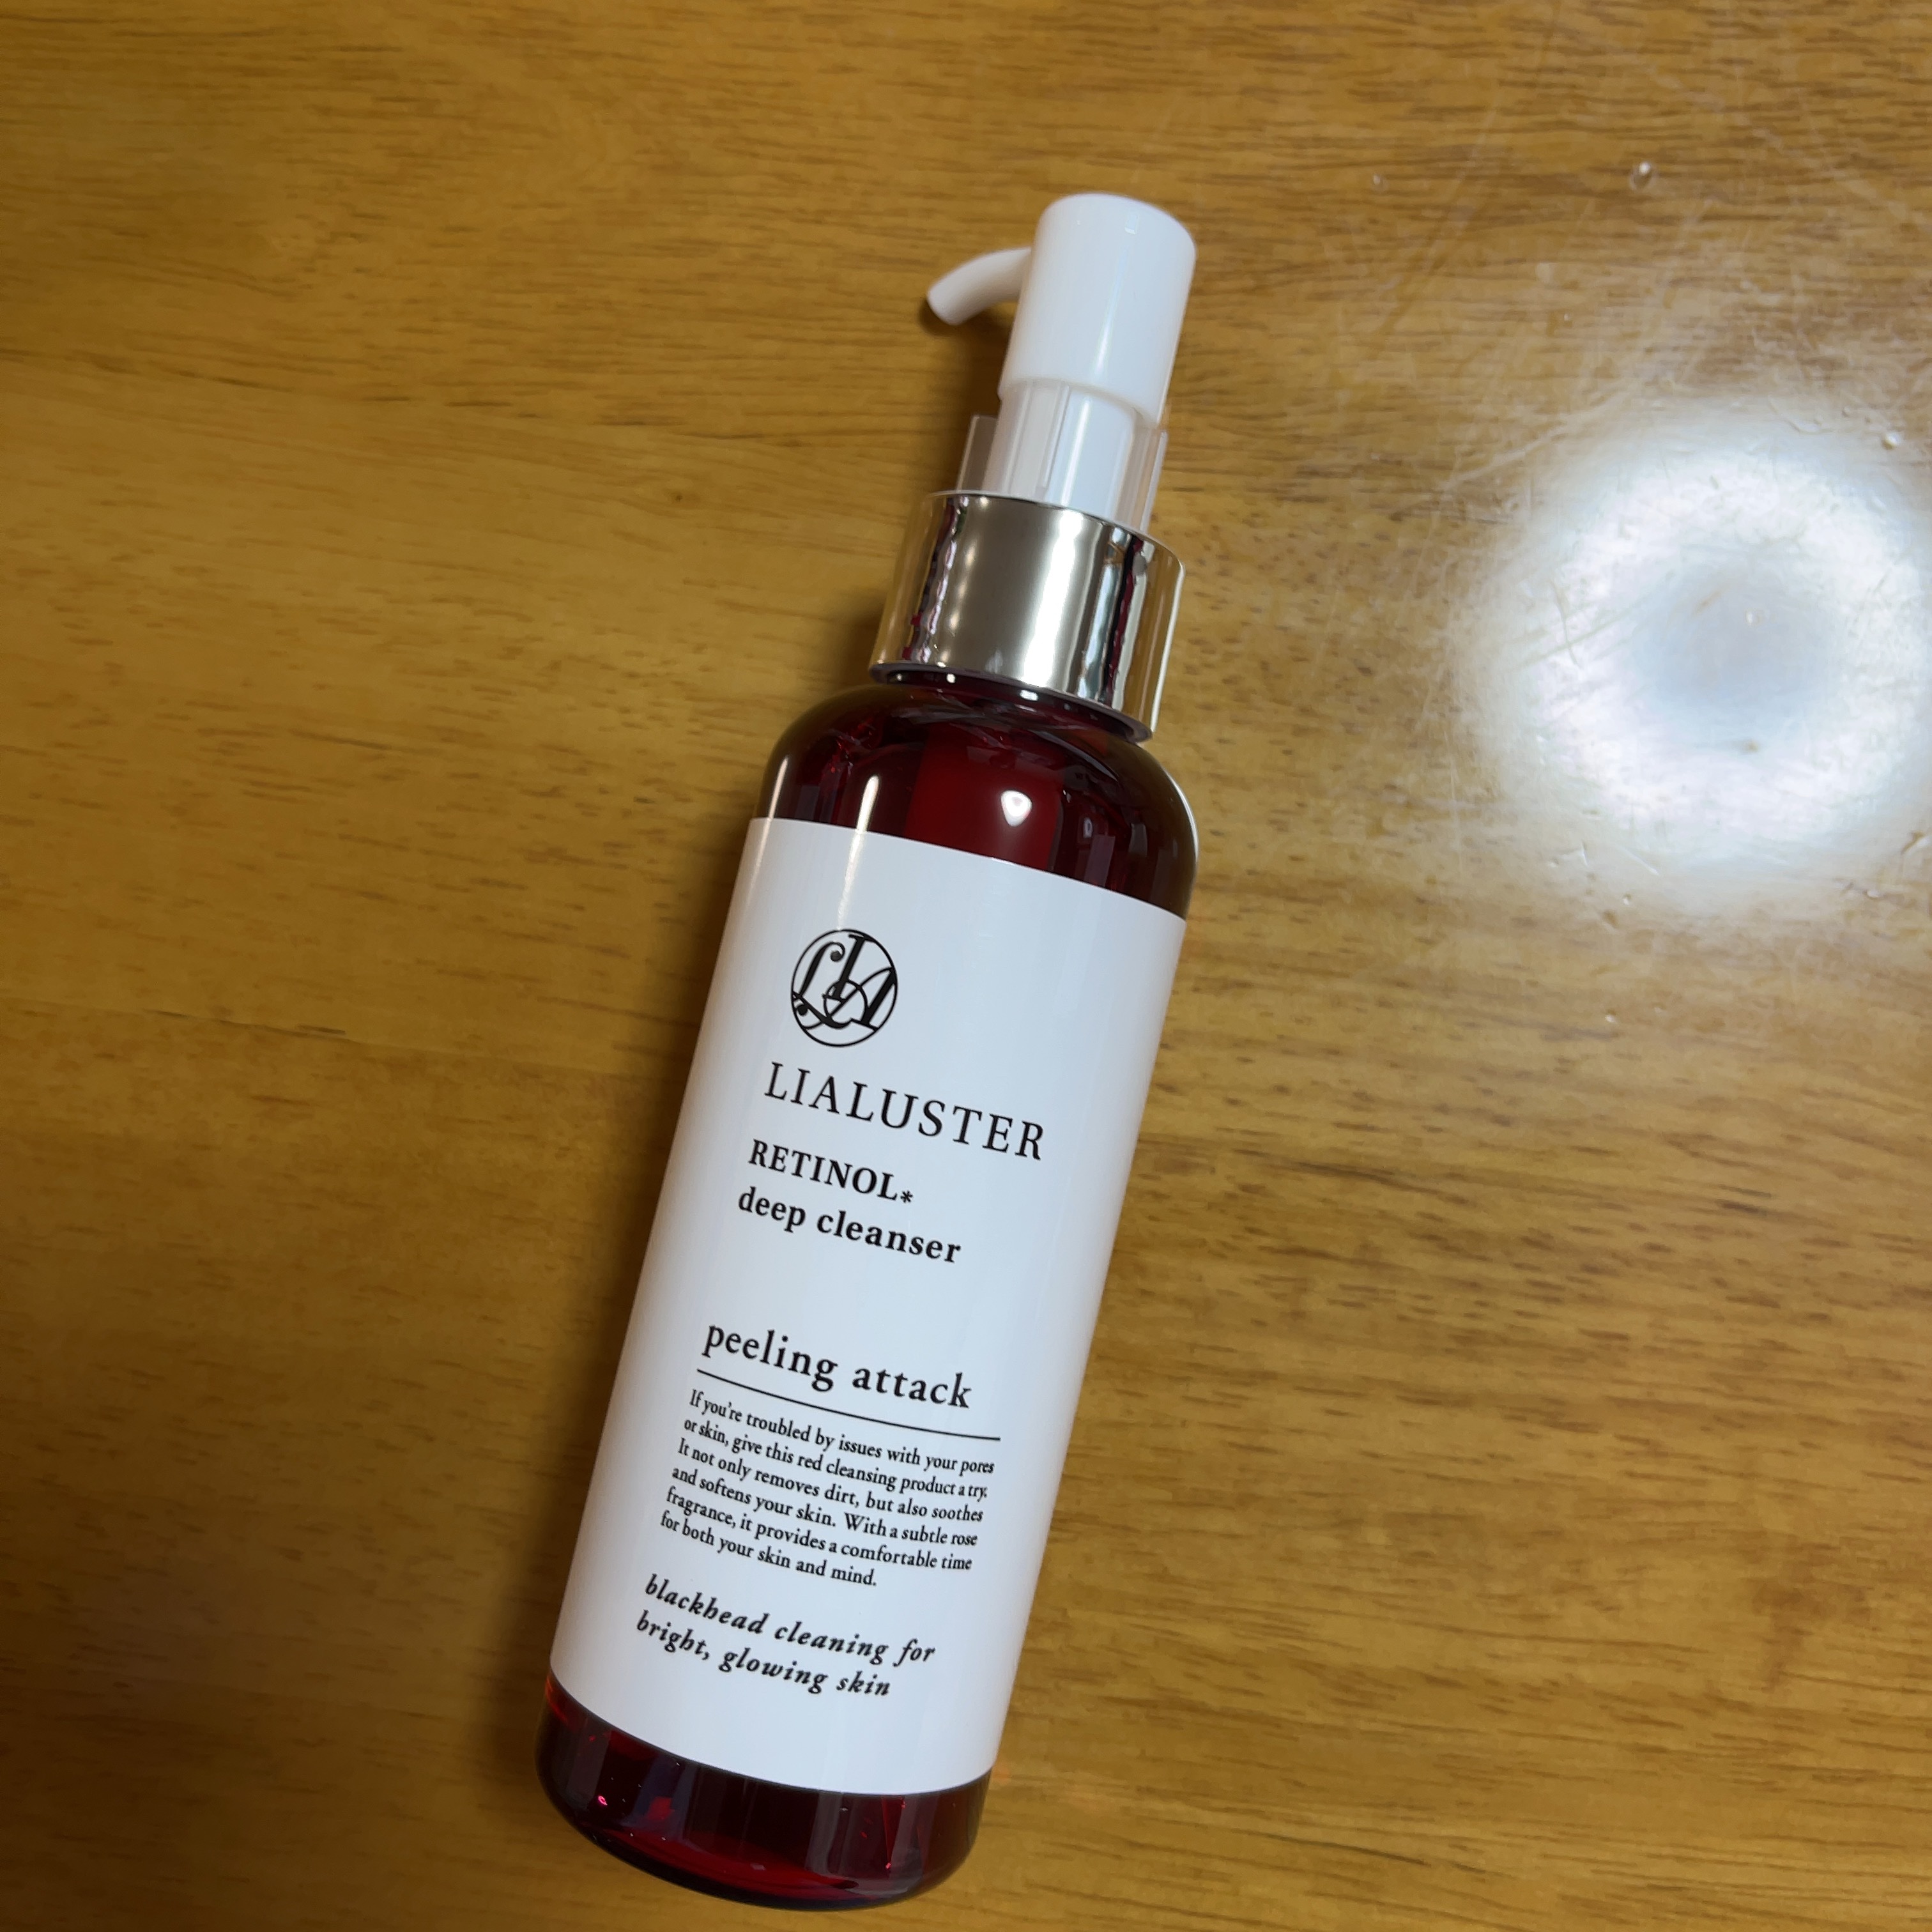 LIA
LIALUSTER
RETINOL*
deep cleanser
peeling attack
If you're troubled by issues with your pores
or skin, give this red cleansing product a try.
It not only removes dirt, but also soothes
and softens your skin. With a subtle rose
fragrance, it provides a comfortable time
for both your skin and mind.
blackhead cleaning for
bright, glowing skin